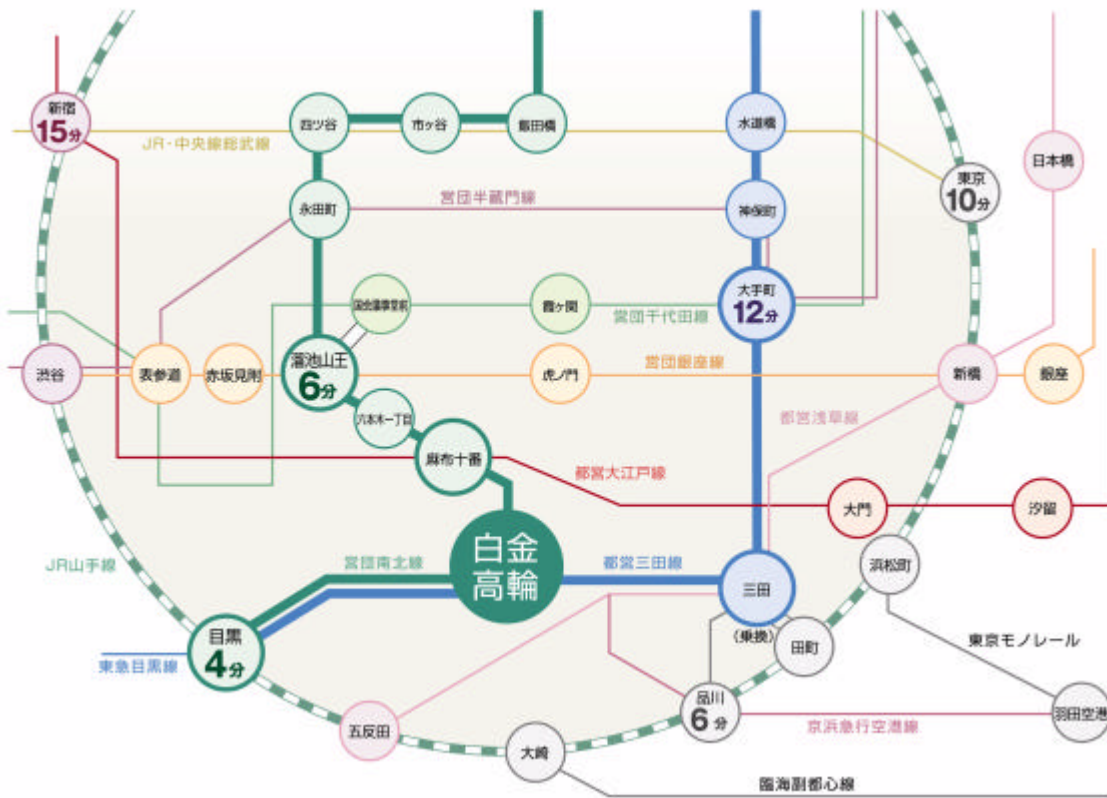 新宿
15分
四ツ谷
市ヶ谷
飯田橋
水道橋
JR・中央線総武線
日本橋
東京
10分
永田町
営団半蔵門線
神保町
国会議事堂前
霞ヶ関
営団千代田線
大手町
12分
渋谷
表参道
赤坂見附
溜池山王
6分
虎ノ門
営団銀座線
新橋
銀座
六本木一丁目
都営浅草線
麻布十番
都営大江戸線
大門
汐留
白金
高輪
JR山手線
営団南北線
都営三田線
浜松町
三田
(乗換)
田町
東京モノレール
目黒
4分
東急目黒線
品川
6分
羽田空港
京浜急行空港線
五反田
大崎
臨海副都心線